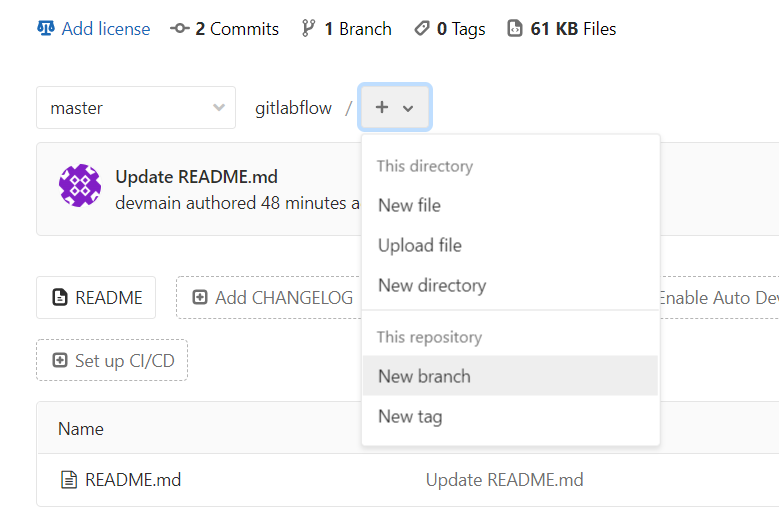 Add license 2 Commits 1 Branch 0 Tags 61 KB Files
master gitlabflow / +
This directory
Update README.md
New file
devmain authored 48 minutes a
Upload file
New directory
README Add CHANGELOG Enable Auto Dev
This repository
Set up CI/CD
New branch
New tag
Name
README.md Update README.md